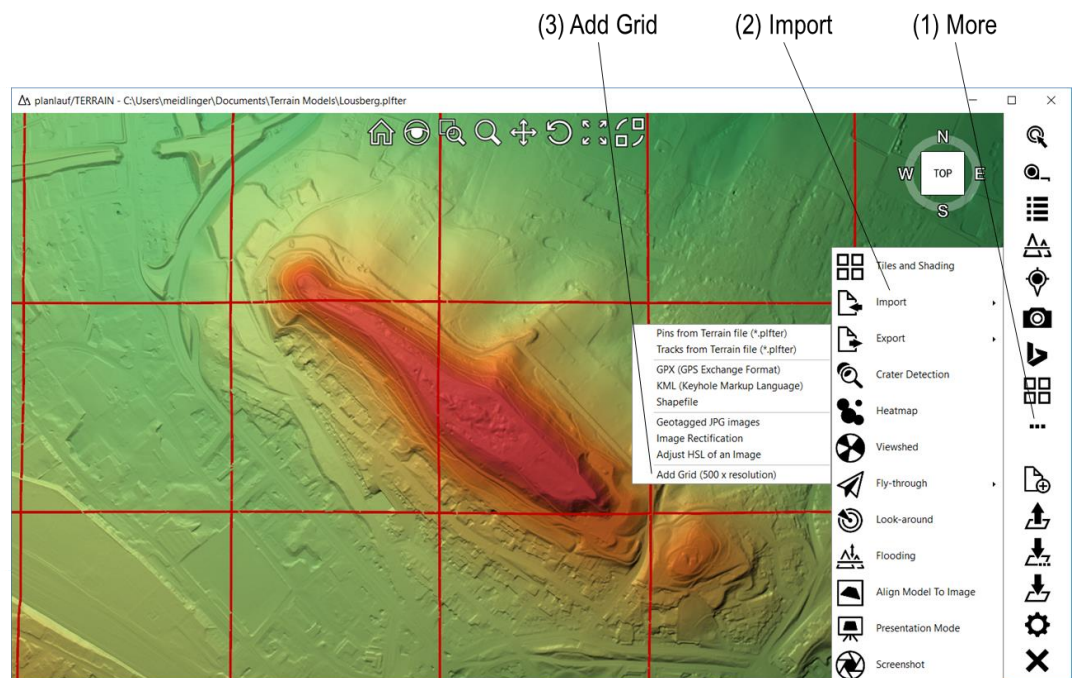 (3) Add Grid
(2) Import
(1) More
planlauf/TERRAIN - C:\Users\meidlinger\Documents\Terrain Models\Lousberg.plfter
N
W
TOP
E
S
Tiles and Shading
Import
Export
Crater Detection
Heatmap
Viewshed
Fly-through
Look-around
Flooding
Align Model To Image
Presentation Mode
Screenshot
Pins from Terrain file (*.plfter)
Tracks from Terrain file (*.plfter)
GPX (GPS Exchange Format)
KML (Keyhole Markup Language)
Shapefile
Geotagged JPG images
Image Rectification
Adjust HSL of an Image
Add Grid (500 x resolution)